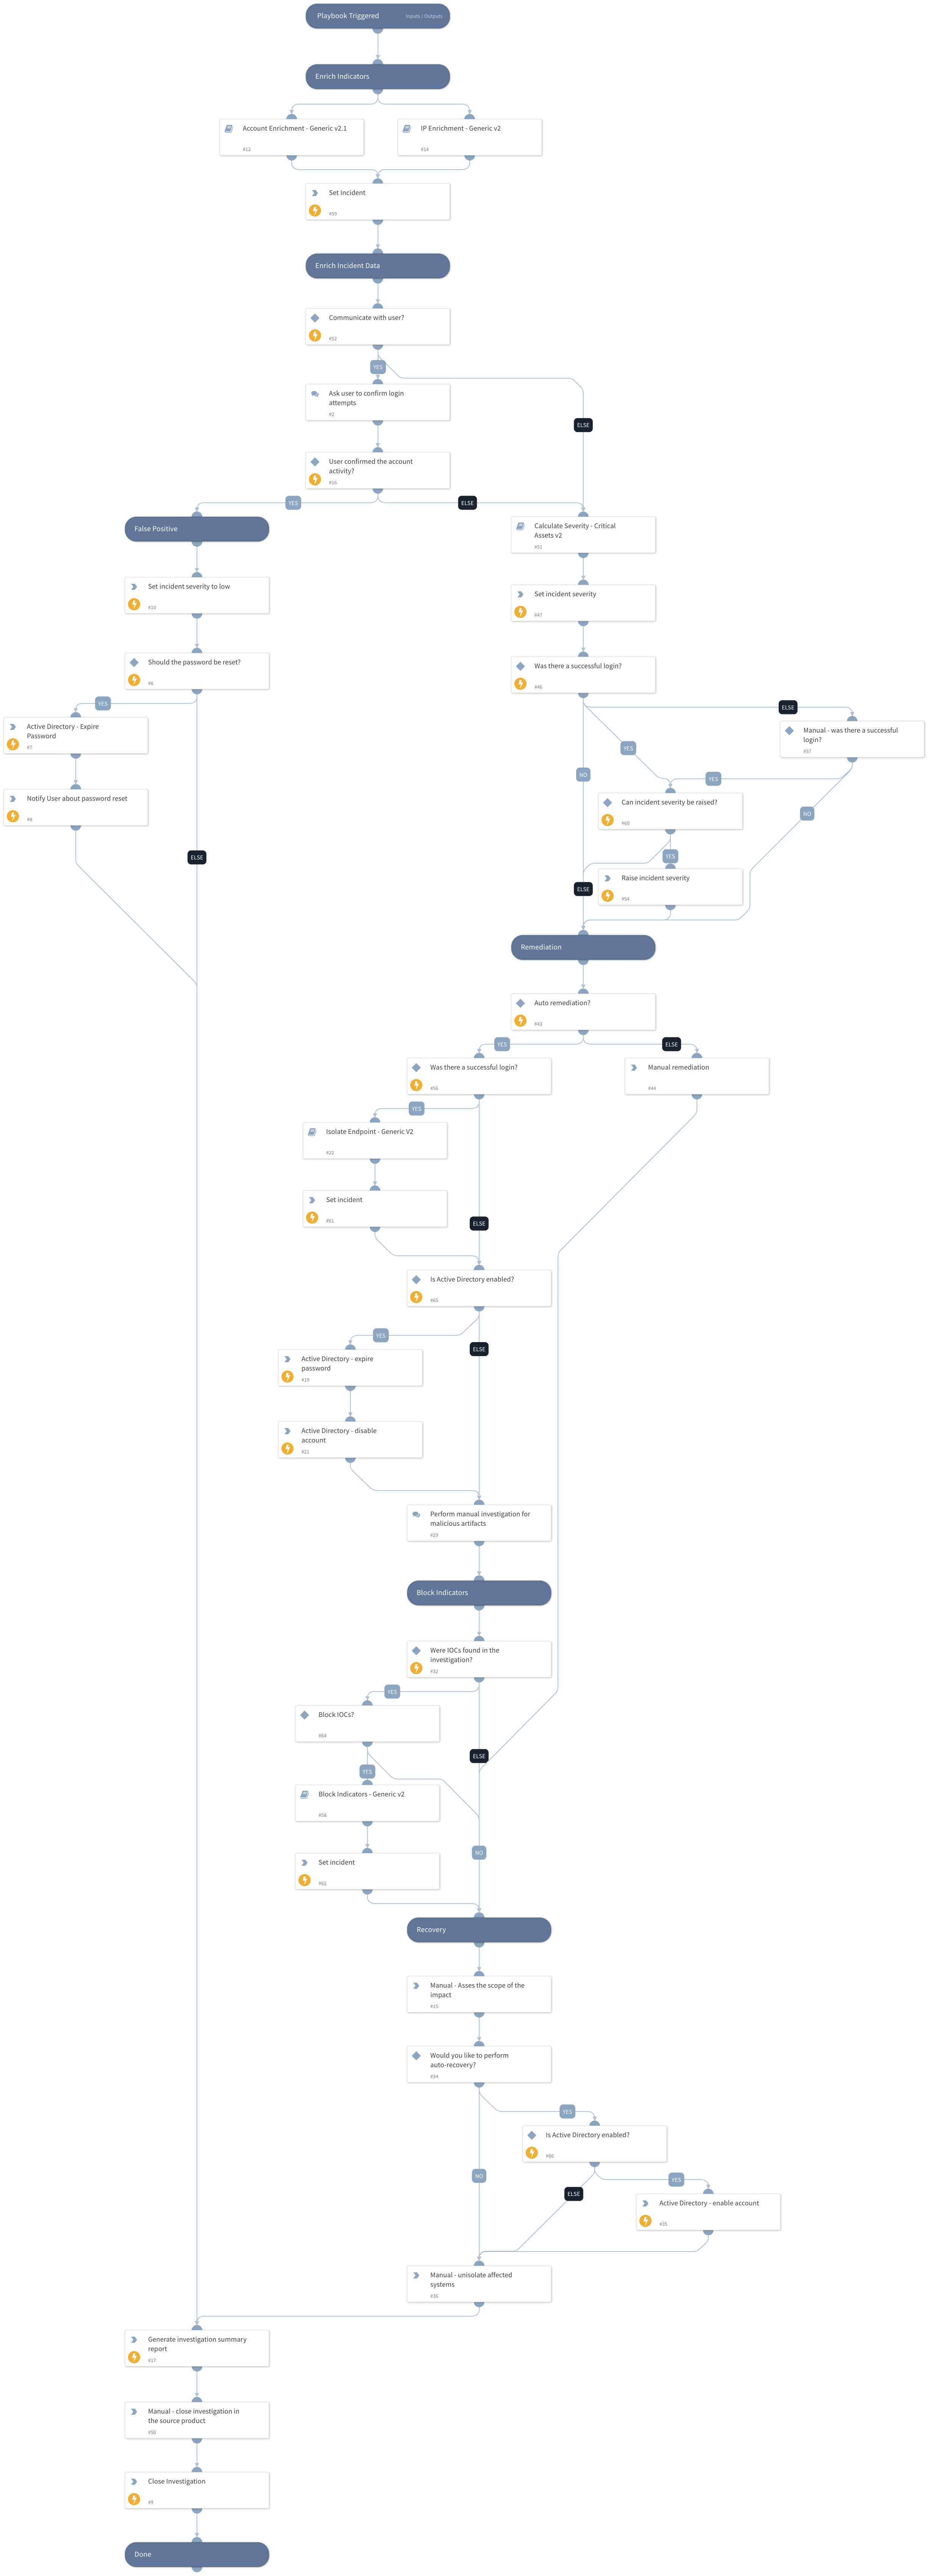 Playbook Triggered
Inputs / Outputs
Enrich Indicators
Account Enrichment - Generic v2.1
#12
IP Enrichment - Generic v2
#14
Set Incident
#59
Enrich Incident Data
Communicate with user?
#52
YES
Ask user to confirm login
attempts
#2
ELSE
User confirmed the account
activity?
#16
YES
ELSE
False Positive
Calculate Severity - Critical
Assets v2
#51
Set incident severity to low
#10
Set incident severity
#47
Should the password be reset?
#6
Was there a successful login?
#46
YES
ELSE
Active Directory - Expire
Password
#7
Manual - was there a successful
login?
#57
YES
NO
YES
Notify User about password reset
#8
Can incident severity be raised?
#60
NO
ELSE
YES
Raise incident severity
#54
ELSE
Remediation
Auto remediation?
#43
YES
ELSE
Was there a successful login?
#56
Manual remediation
#44
YES
Isolate Endpoint - Generic V2
#22
Set incident
#61
ELSE
Is Active Directory enabled?
#65
YES
ELSE
Active Directory - expire
password
#19
Active Directory - disable
account
#21
Perform manual investigation for
malicious artifacts
#29
Block Indicators
Were IOCs found in the
investigation?
#32
YES
Block IOCs?
#64
ELSE
YES
Block Indicators - Generic v2
#58
NO
Set incident
#62
Recovery
Manual - Asses the scope of the
impact
#15
Would you like to perform
auto-recovery?
#34
YES
Is Active Directory enabled?
#66
NO
YES
ELSE
Active Directory - enable account
#35
Manual - unisolate affected
systems
#36
Generate investigation summary
report
#37
Manual - close investigation in
the source product
#50
Close Investigation
#9
Done